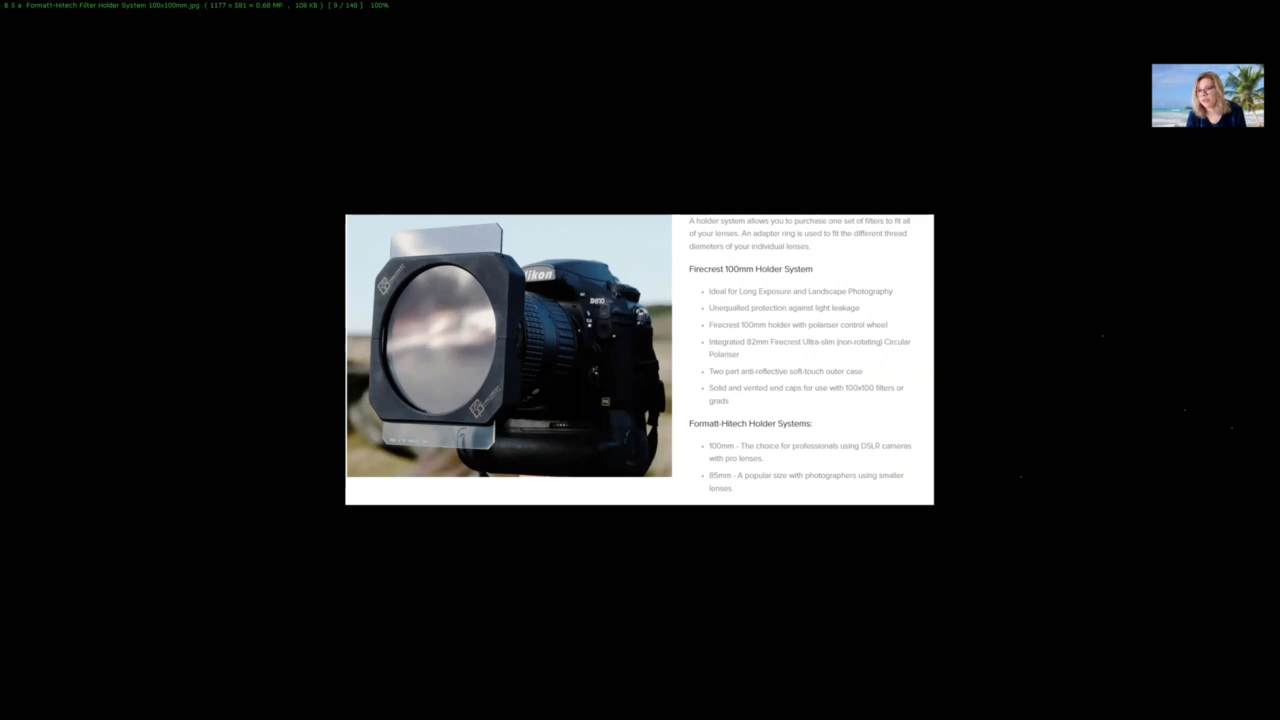 B 5 a Formatt-Hitech Filter Holder System 100x100mm.jpg ( 1177 x 581 = 0.68 MP , 108 KB ) [ 9 / 148 ] 100%
A holder system allows you to purchase one set of filters to fit all
of your lenses. An adapter ring is used to fit the different thread
diameters of your individual lenses.
Firecrest 100mm Holder System
• Ideal for Long Exposure and Landscape Photography
• Unequalled protection against light leakage
• Firecrest 100mm holder with polariser control wheel
• Integrated 82mm Firecrest Ultra-slim (non-rotating) Circular
Polariser
• Two part anti-reflective soft-touch outer case
• Solid and vented end caps for use with 100x100 filters or
grads
Formatt-Hitech Holder Systems:
• 100mm - The choice for professionals using DSLR cameras
with pro lenses.
• 85mm - A popular size with photographers using smaller
lenses
Nikon
D810
FX